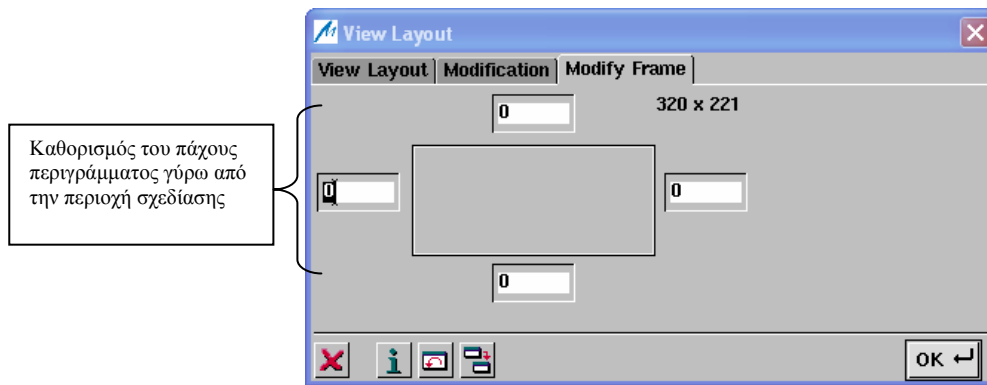 View Layout
View Layout Modification Modify Frame
0 320 x 221
Καθορισμός του πάχους
περιγράμματος γύρω από
την περιοχή σχεδίασης
0 0
0
OK